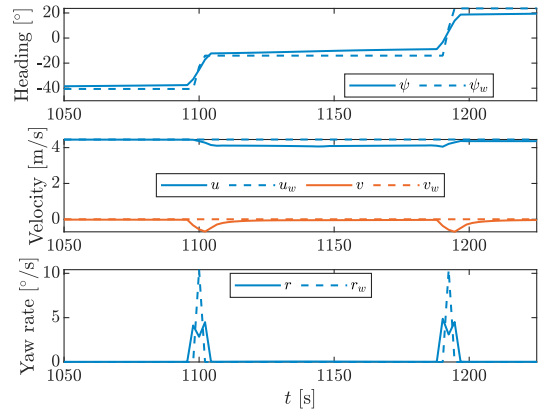 Heading [°]
20
0
-20
-40
ψ ψ_w
1050 1100 1150 1200
Velocity [m/s]
4
2
0
u u_w v v_w
1050 1100 1150 1200
Yaw rate [°/s]
10
5
0
r r_w
1050 1100 1150 1200
t [s]